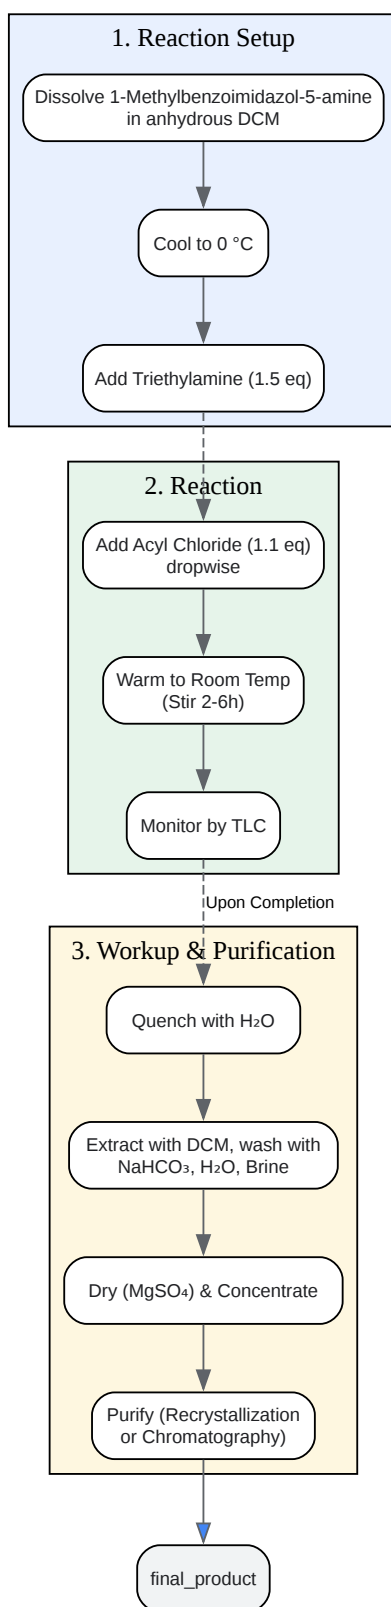 1. Reaction Setup
Dissolve 1-Methylbenzoimidazol-5-amine
in anhydrous DCM
Cool to 0 °C
Add Triethylamine (1.5 eq)
2. Reaction
Add Acyl Chloride (1.1 eq)
dropwise
Warm to Room Temp
(Stir 2-6h)
Monitor by TLC
Upon Completion
3. Workup & Purification
Quench with H₂O
Extract with DCM, wash with
NaHCO₃, H₂O, Brine
Dry (MgSO₄) & Concentrate
Purify (Recrystallization
or Chromatography)
final_product